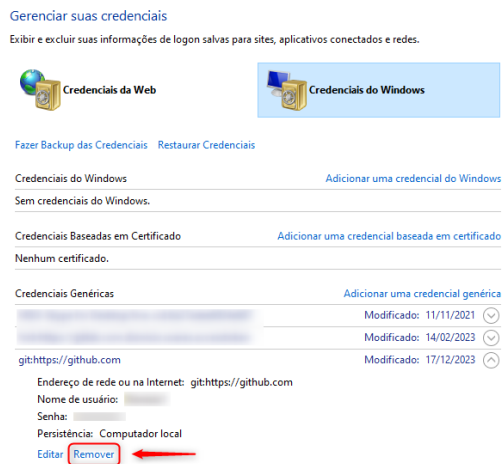 Gerenciar suas credenciais
Exibir e excluir suas informações de logon salvas para sites, aplicativos conectados e redes.
Credenciais da Web
Credenciais do Windows
Fazer Backup das Credenciais Restaurar Credenciais
Credenciais do Windows Adicionar uma credencial do Windows
Sem credenciais do Windows.
Credenciais Baseadas em Certificado Adicionar uma credencial baseada em certificado
Nenhum certificado.
Credenciais Genéricas Adicionar uma credencial genérica
Modificado: 11/11/2021
Modificado: 14/02/2023
git:https://github.com Modificado: 17/12/2023
Endereço de rede ou na Internet: git:https://github.com
Nome de usuário:
Senha:
Persistência: Computador local
Editar Remover